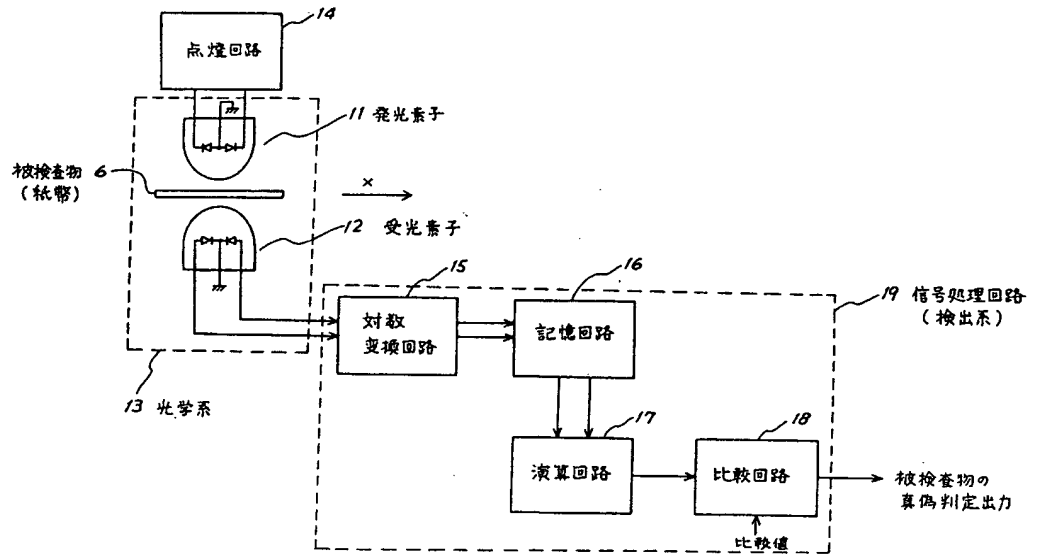 14
点燈回路
11 発光素子
被検査物 6
(紙幣)
x
12 受光素子
15
対数
変換回路
16
記憶回路
19 信号処理回路
(検出系)
13 光学系
17
演算回路
18
比較回路
被検査物の
真偽判定出力
比較値